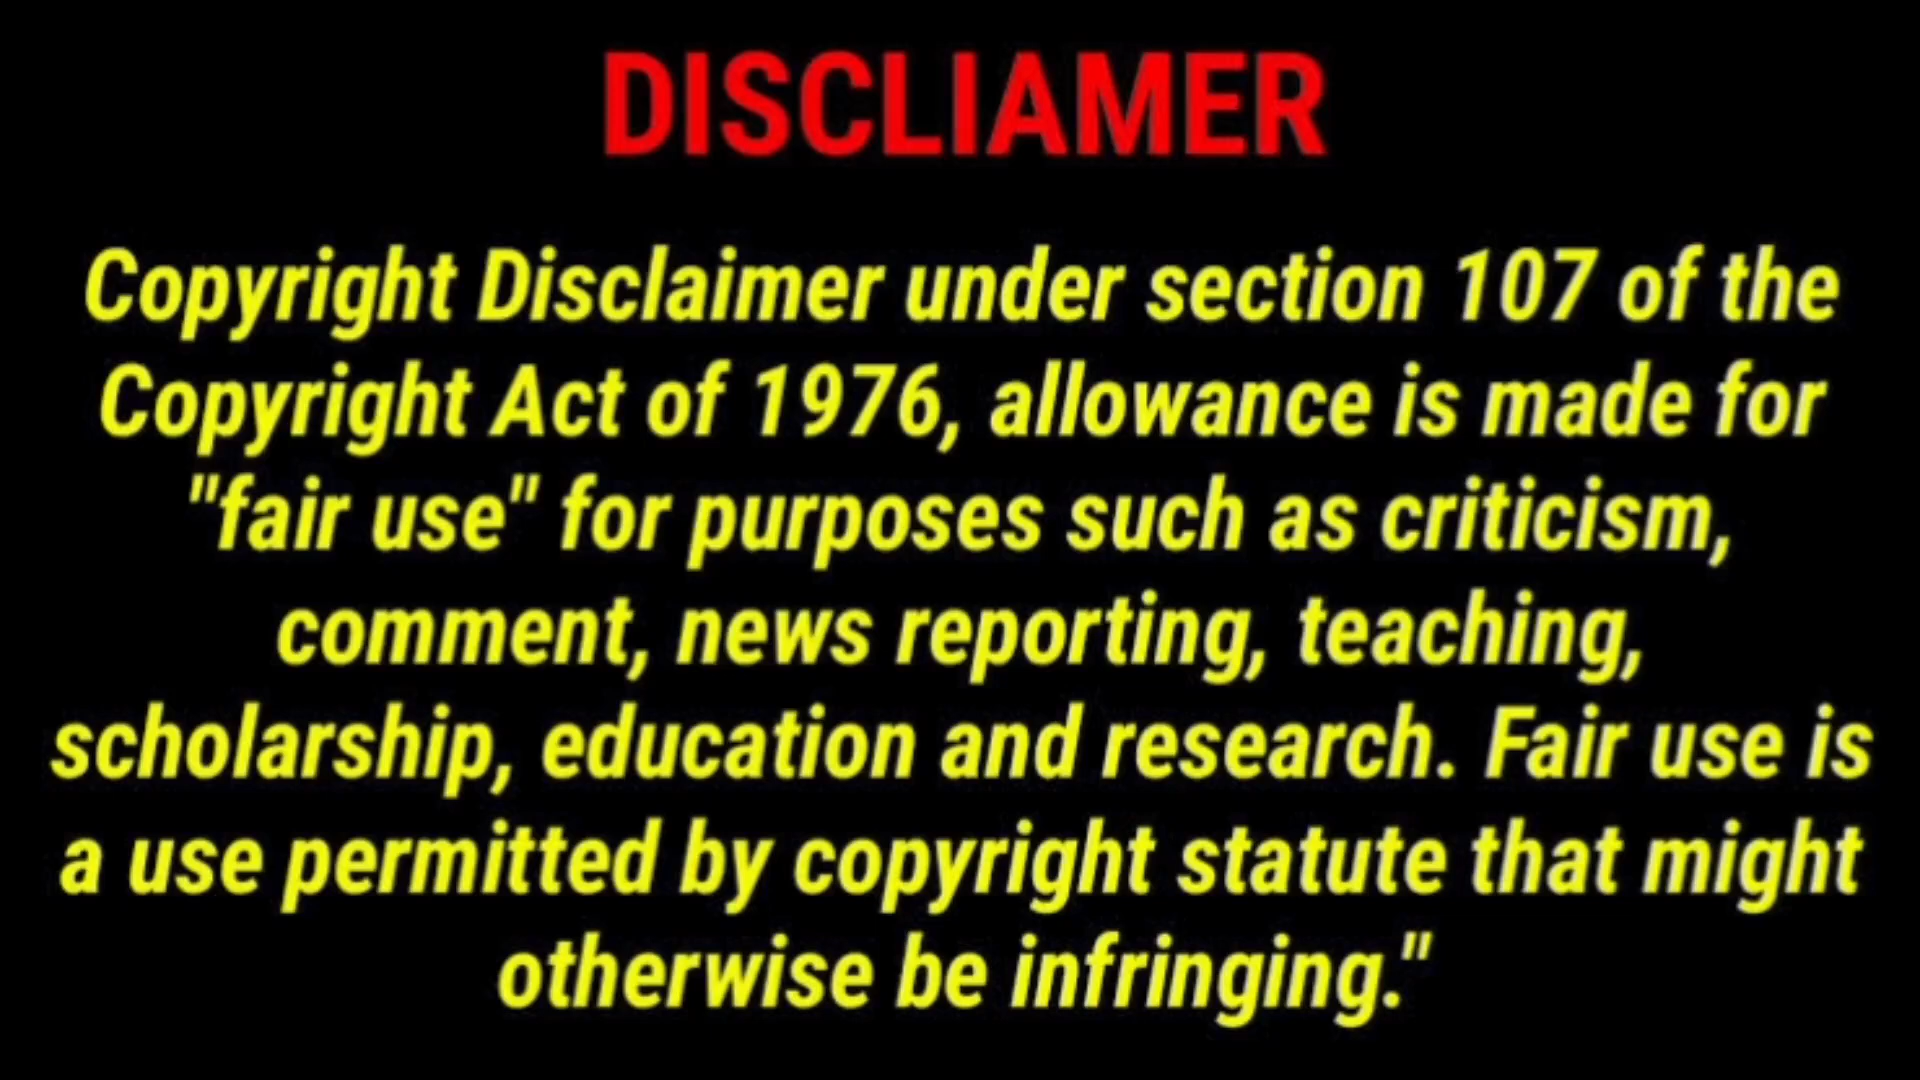 DISCLIAMER
Copyright Disclaimer under section 107 of the
Copyright Act of 1976, allowance is made for
"fair use" for purposes such as criticism,
comment, news reporting, teaching,
scholarship, education and research. Fair use is
a use permitted by copyright statute that might
otherwise be infringing."